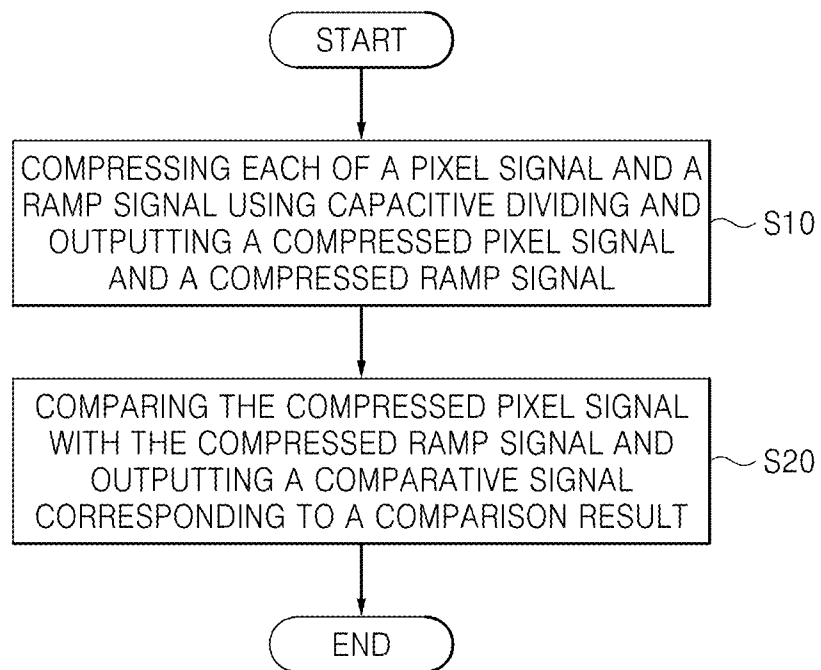 START
COMPRESSING EACH OF A PIXEL SIGNAL AND A
RAMP SIGNAL USING CAPACITIVE DIVIDING AND
OUTPUTTING A COMPRESSED PIXEL SIGNAL
AND A COMPRESSED RAMP SIGNAL
S10
COMPARING THE COMPRESSED PIXEL SIGNAL
WITH THE COMPRESSED RAMP SIGNAL AND
OUTPUTTING A COMPARATIVE SIGNAL
CORRESPONDING TO A COMPARISON RESULT
S20
END